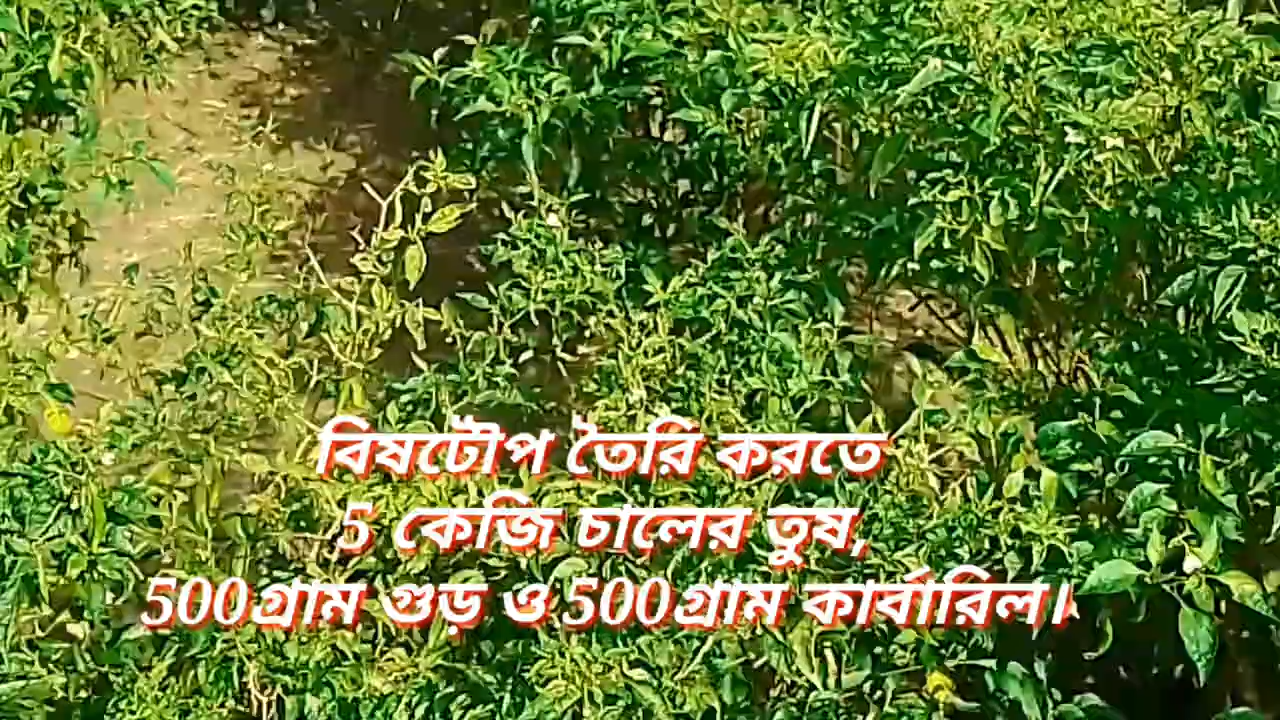 বিষটোপ তৈরি করতে
5 কেজি চালের তুষ,
500গ্রাম গুড় ও 500গ্রাম কার্বারিল।